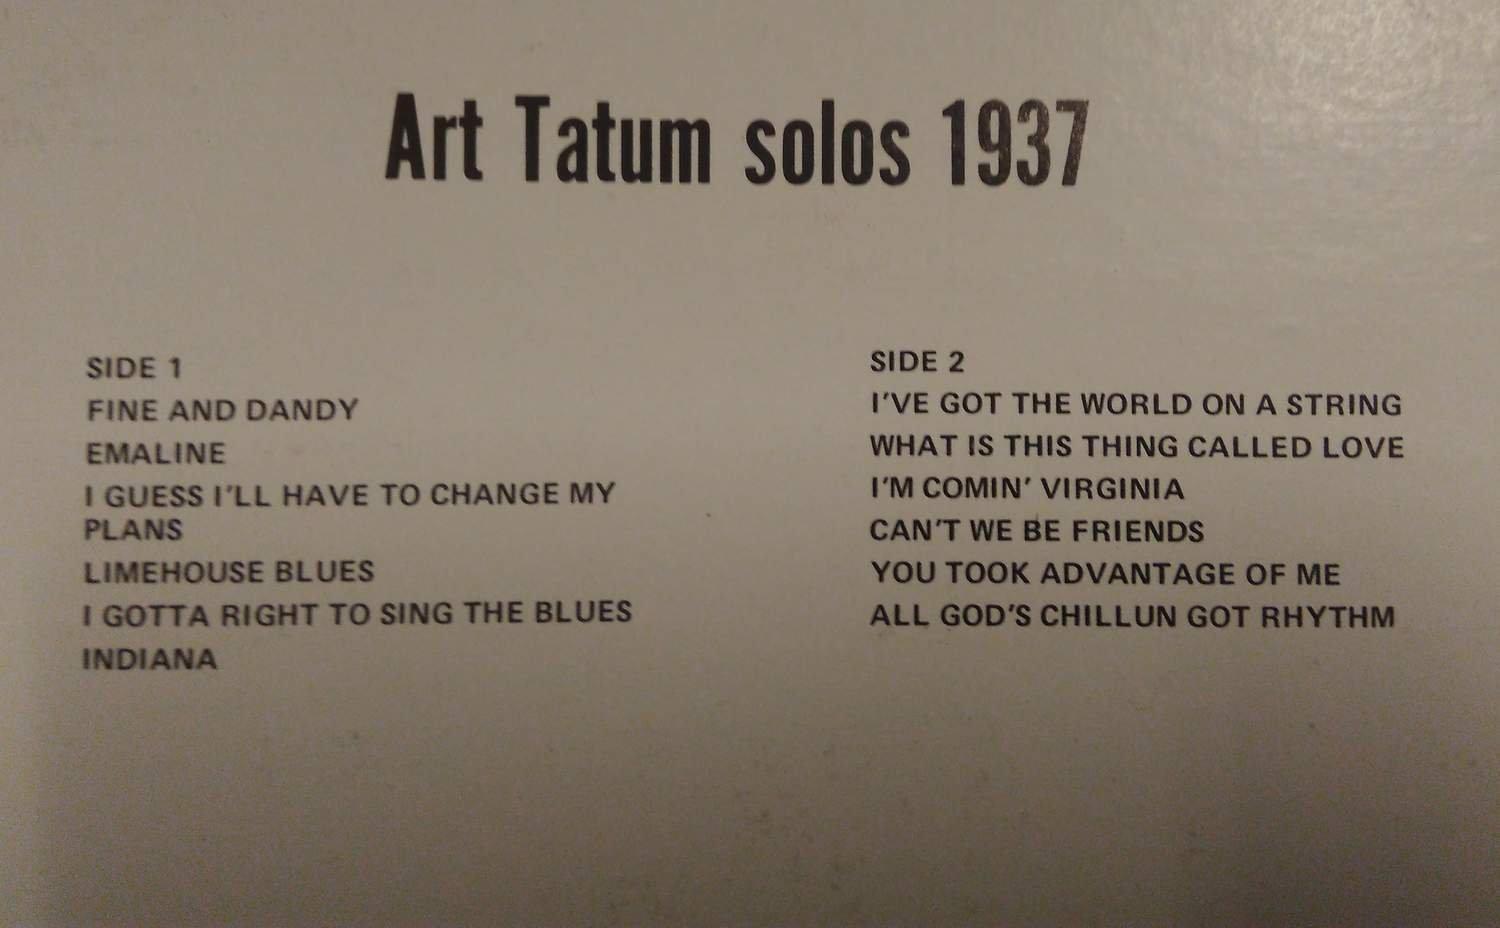 Art Tatum solos 1937
SIDE 1
FINE AND DANDY
EMALINE
I GUESS I'LL HAVE TO CHANGE MY
PLANS
LIMEHOUSE BLUES
I GOTTA RIGHT TO SING THE BLUES
INDIANA
SIDE 2
I'VE GOT THE WORLD ON A STRING
WHAT IS THIS THING CALLED LOVE
I'M COMIN' VIRGINIA
CAN'T WE BE FRIENDS
YOU TOOK ADVANTAGE OF ME
ALL GOD'S CHILLUN GOT RHYTHM